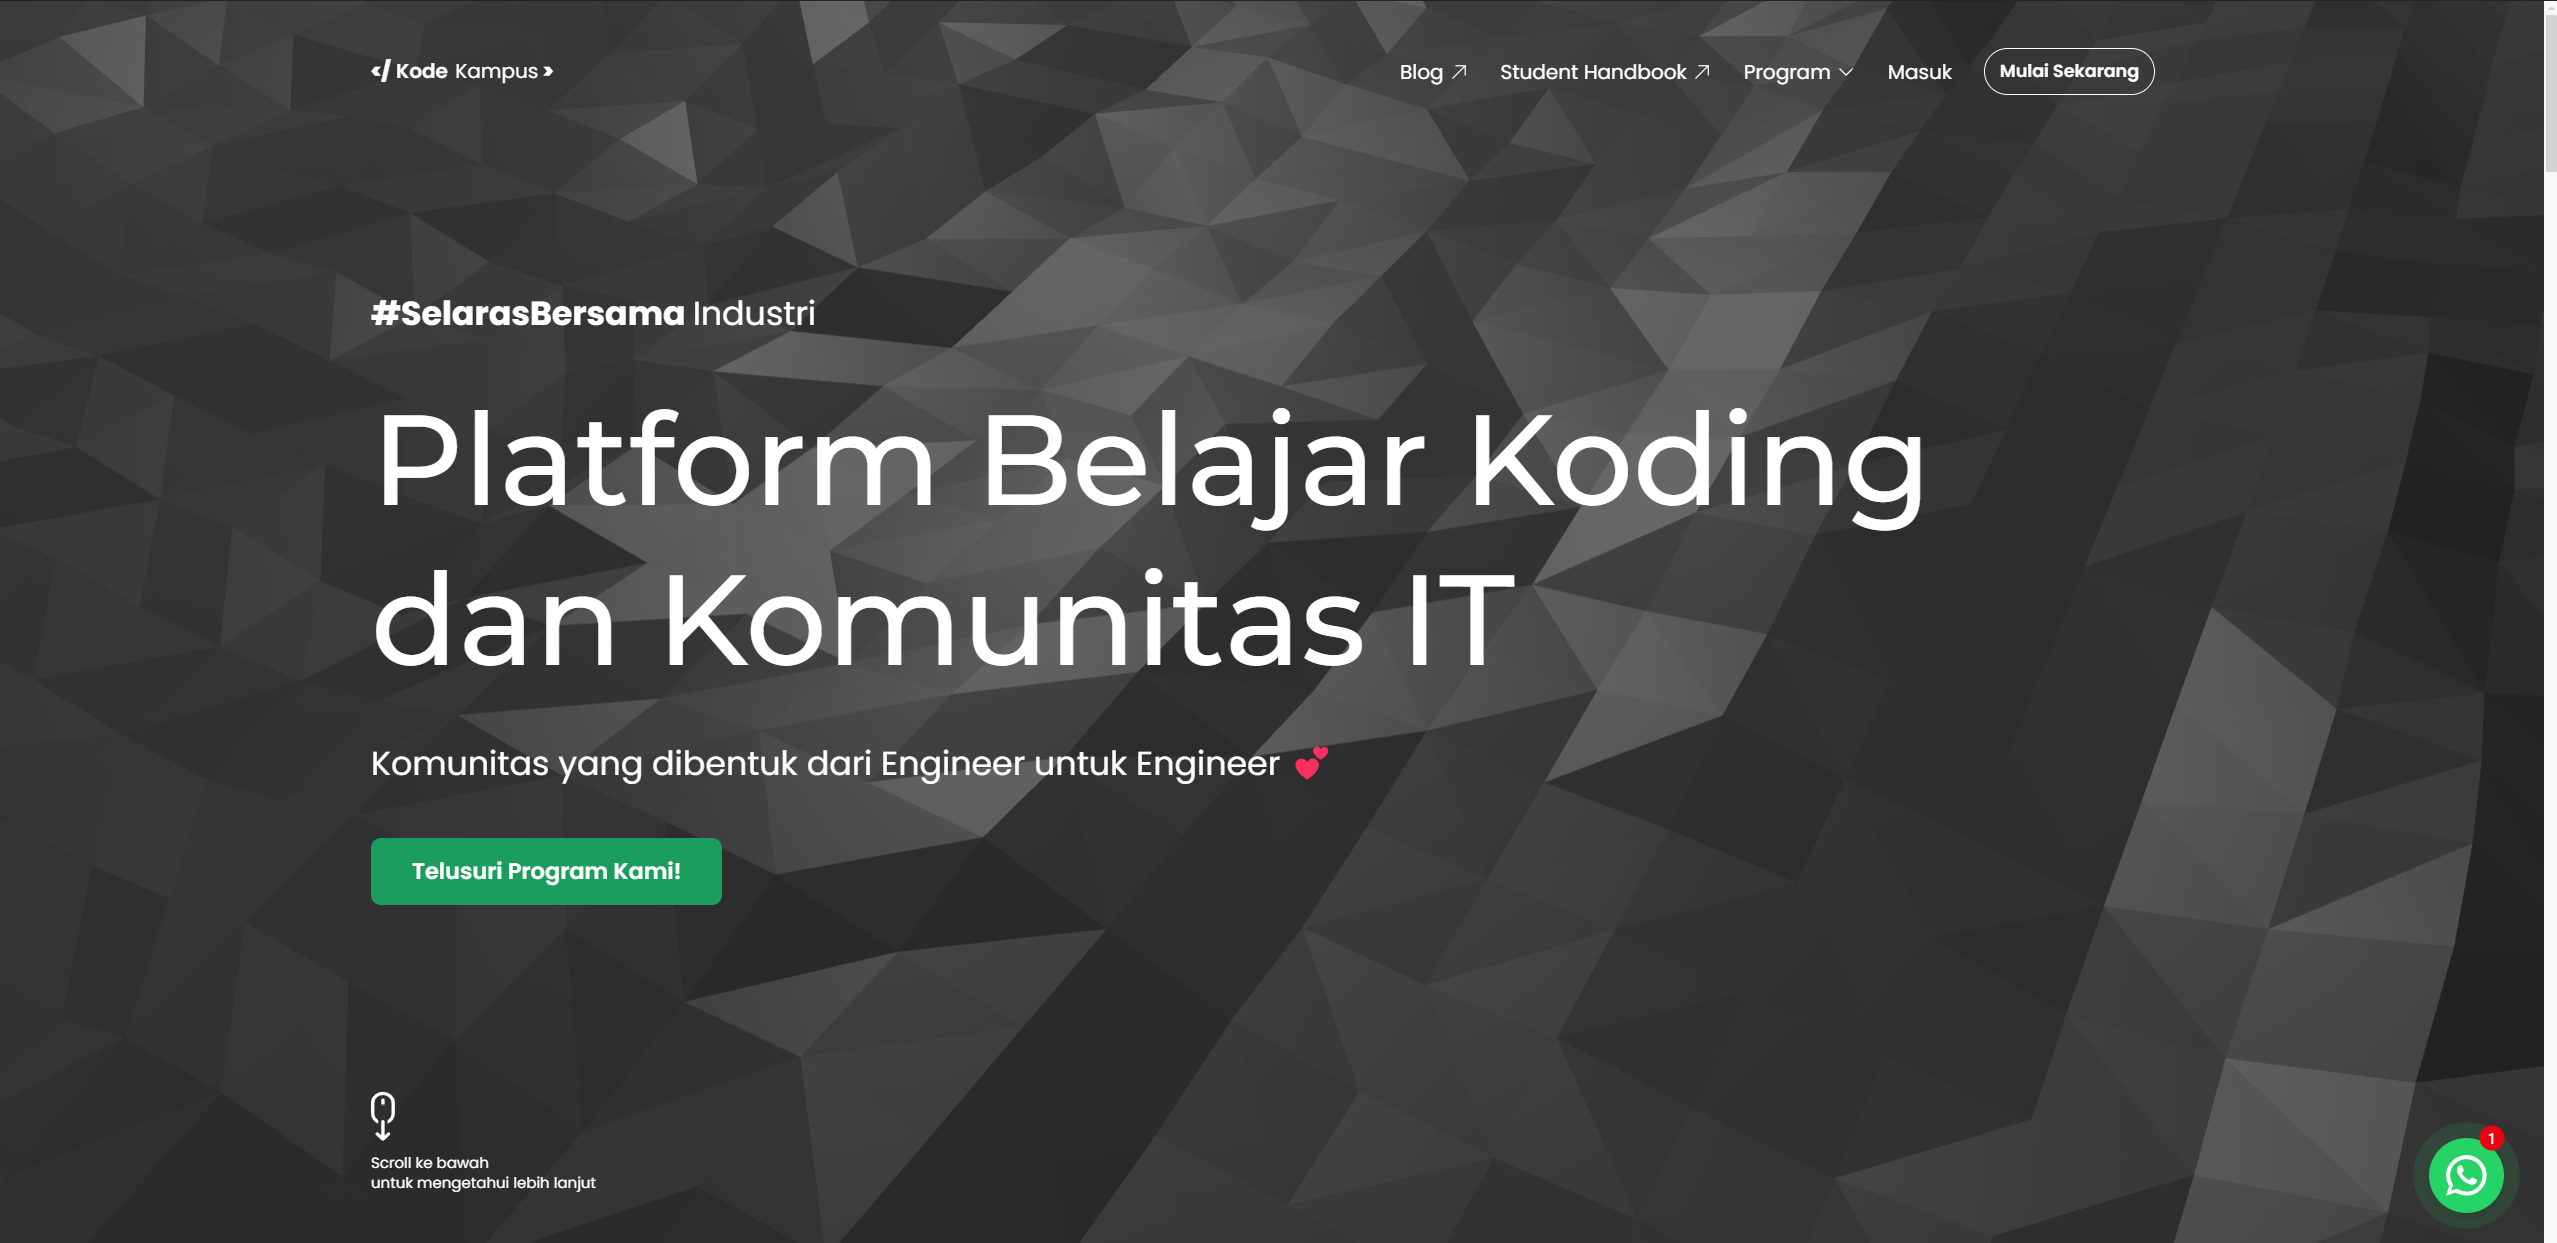 </ Kode Kampus >
Blog
Student Handbook
Program
Masuk
Mulai Sekarang
#SelarasBersama Industri
Platform Belajar Koding
dan Komunitas IT
Komunitas yang dibentuk dari Engineer untuk Engineer 💕
Telusuri Program Kami!
Scroll ke bawah
untuk mengetahui lebih lanjut
1